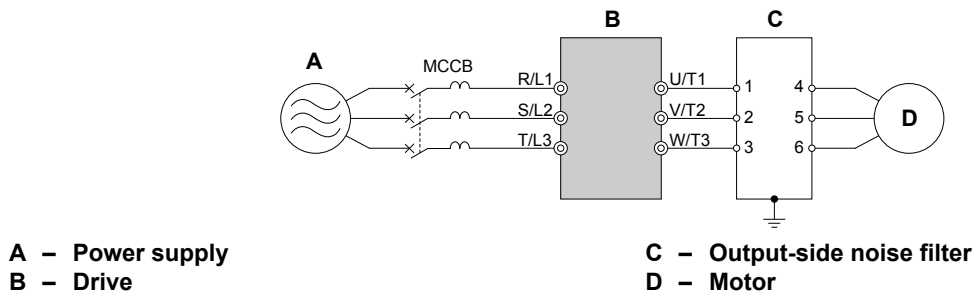 B
C
A
MCCB
R/L1
U/T1
1
4
S/L2
V/T2
2
5
D
T/L3
W/T3
3
6
A – Power supply
C – Output-side noise filter
B – Drive
D – Motor